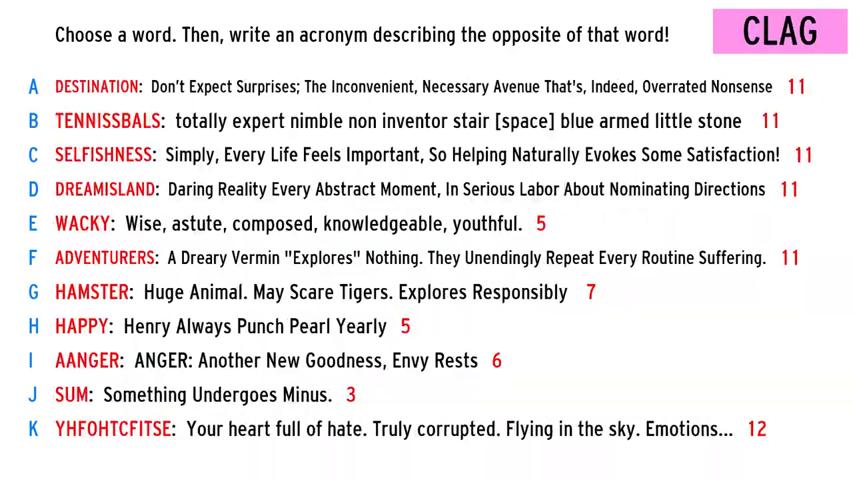 Choose a word. Then, write an acronym describing the opposite of that word!
CLAG
A DESTINATION: Don't Expect Surprises; The Inconvenient, Necessary Avenue That's, Indeed, Overrated Nonsense 11
B TENNISSBALS: totally expert nimble non inventor stair [space] blue armed little stone 11
C SELFISHNESS: Simply, Every Life Feels Important, So Helping Naturally Evokes Some Satisfaction! 11
D DREAMISLAND: Daring Reality Every Abstract Moment, In Serious Labor About Nominating Directions 11
E WACKY: Wise, astute, composed, knowledgeable, youthful. 5
F ADVENTURERS: A Dreary Vermin "Explores" Nothing. They Unendingly Repeat Every Routine Suffering. 11
G HAMSTER: Huge Animal. May Scare Tigers. Explores Responsibly 7
H HAPPY: Henry Always Punch Pearl Yearly 5
I AANGER: ANGER: Another New Goodness, Envy Rests 6
J SUM: Something Undergoes Minus. 3
K YHFOHTCFITSE: Your heart full of hate. Truly corrupted. Flying in the sky. Emotions... 12